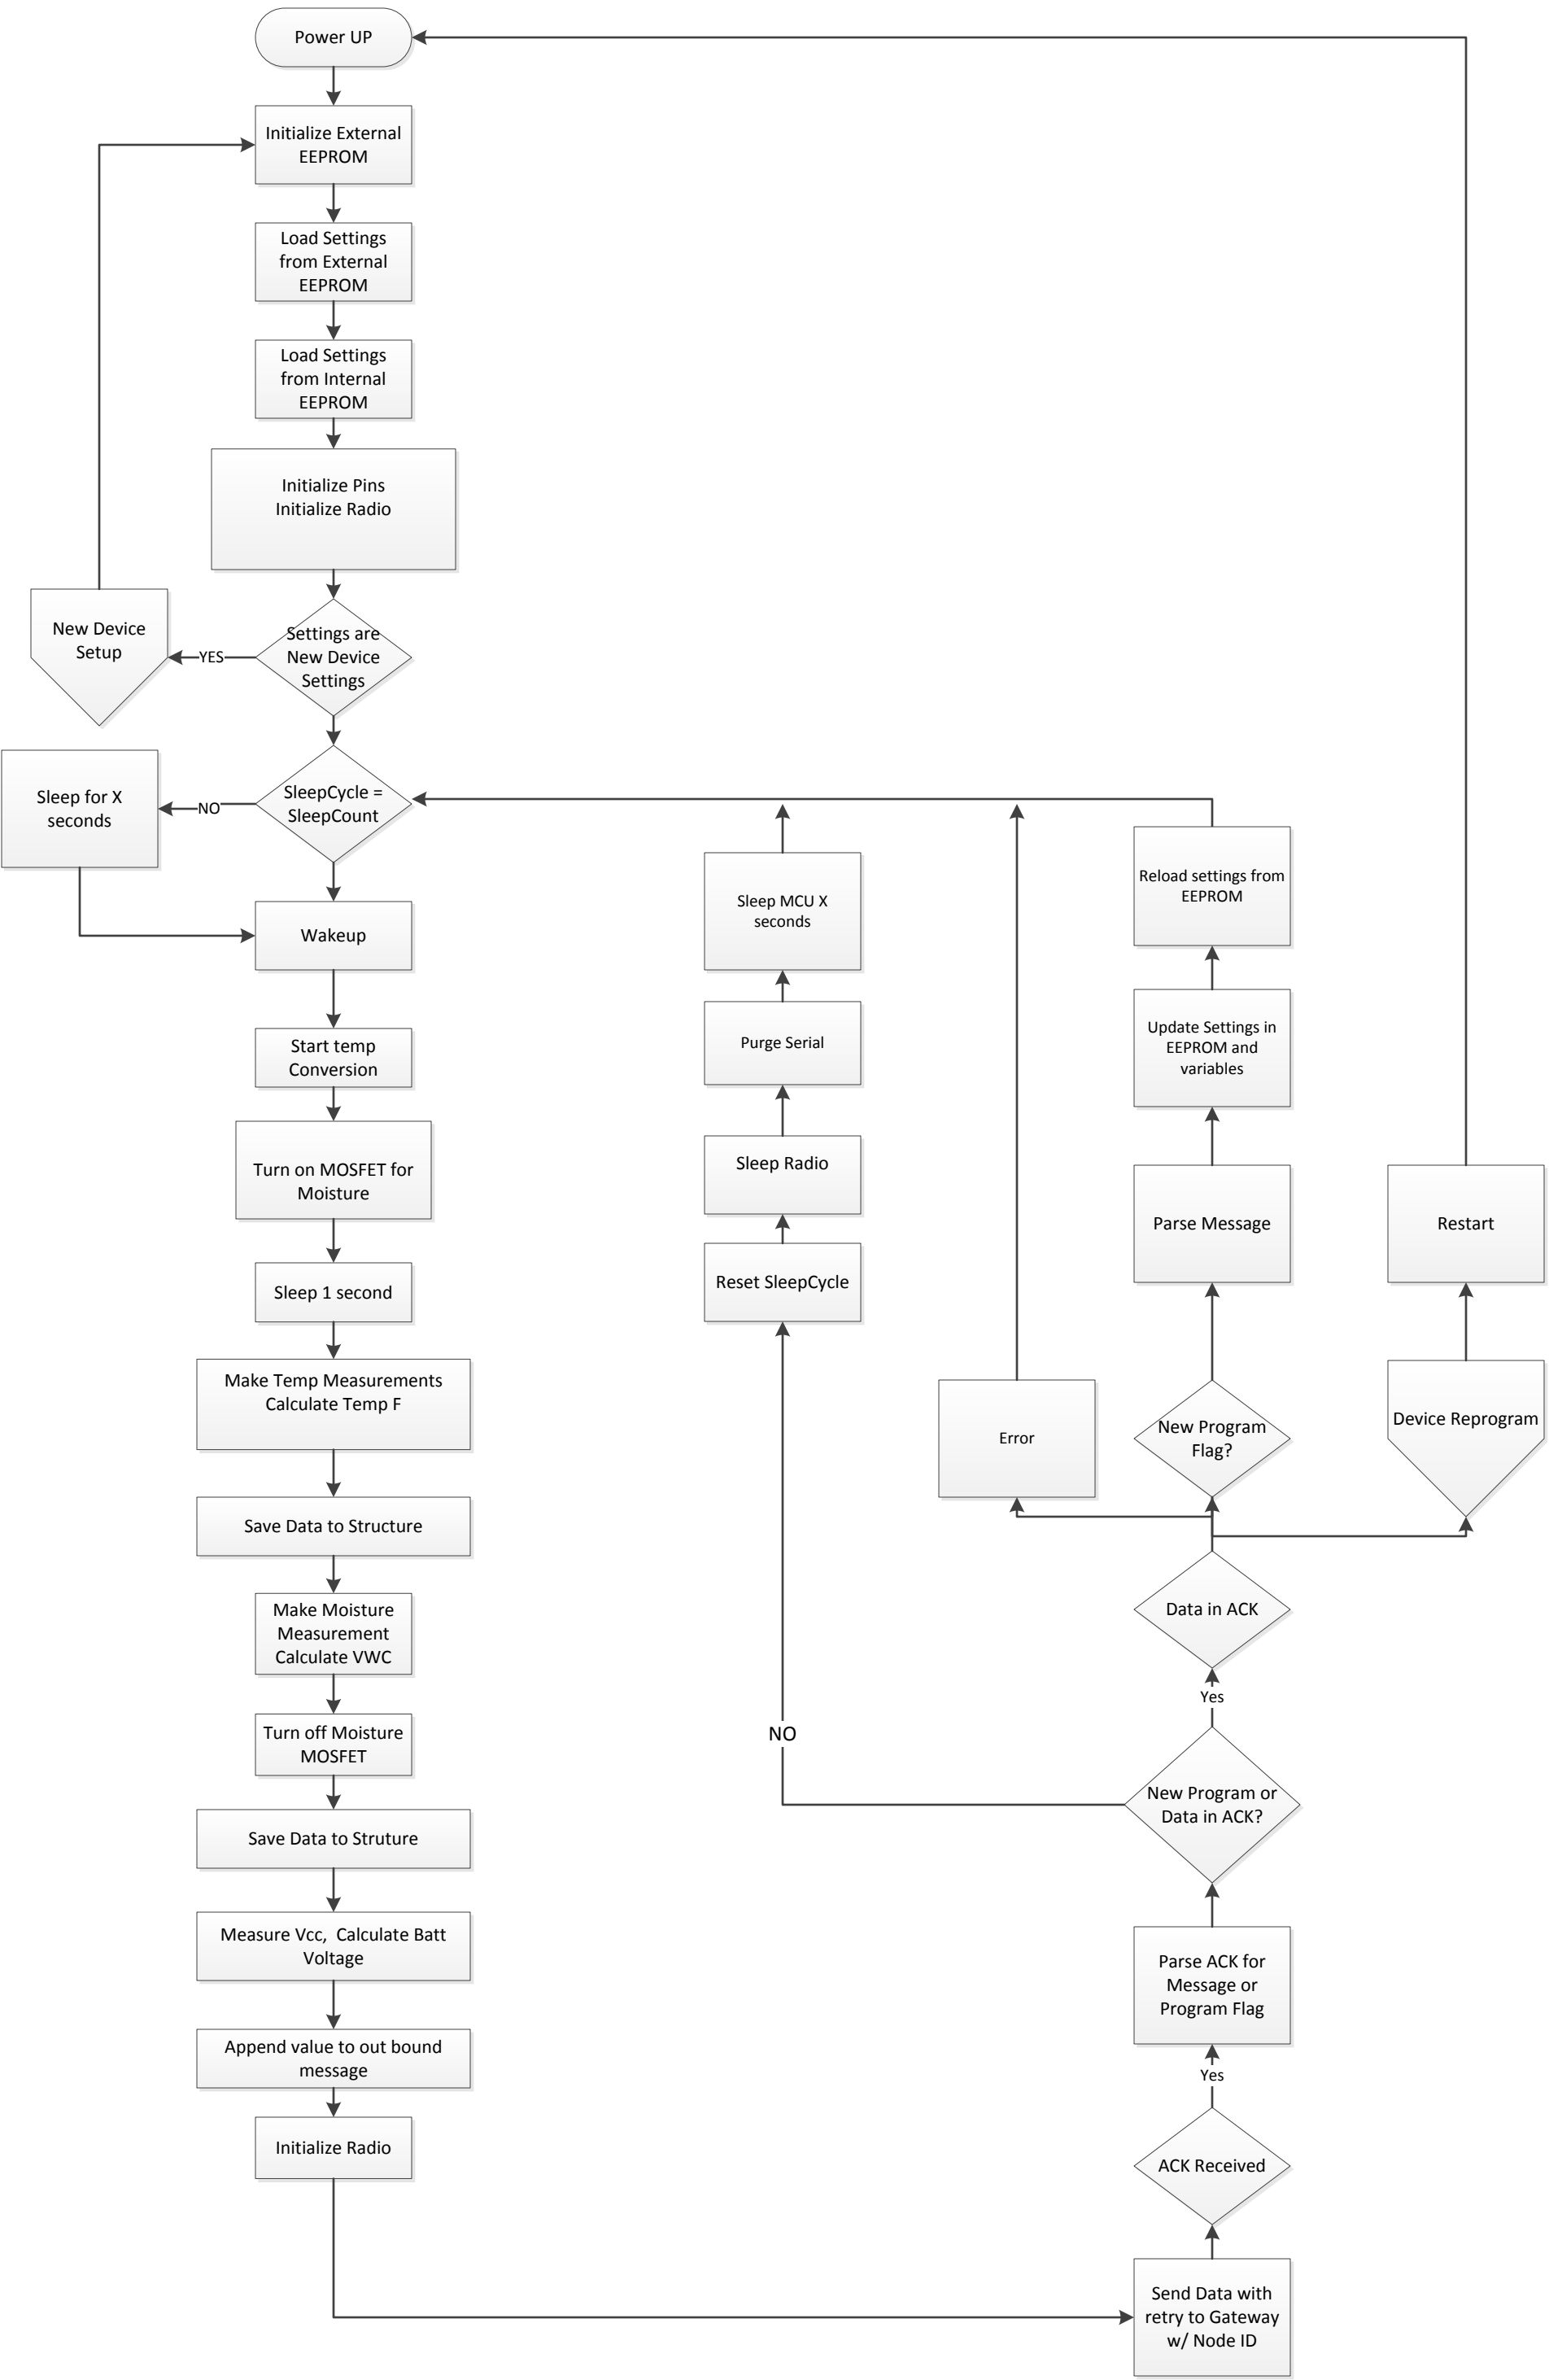 Power UP
Initialize External
EEPROM
Load Settings
from External
EEPROM
Load Settings
from Internal
EEPROM
Initialize Pins
Initialize Radio
New Device
Setup
YES
Settings are
New Device
Settings
Sleep for X
seconds
NO
SleepCycle =
SleepCount
Wakeup
Start temp
Conversion
Turn on MOSFET for
Moisture
Sleep 1 second
Make Temp Measurements
Calculate Temp F
Save Data to Structure
Make Moisture
Measurement
Calculate VWC
Turn off Moisture
MOSFET
Save Data to Struture
Measure Vcc,  Calculate Batt
Voltage
Append value to out bound
message
Initialize Radio
Sleep MCU X
seconds
Purge Serial
Sleep Radio
Reset SleepCycle
NO
Error
Reload settings from
EEPROM
Update Settings in
EEPROM and
variables
Parse Message
New Program
Flag?
Data in ACK
Yes
New Program or
Data in ACK?
Parse ACK for
Message or
Program Flag
Yes
ACK Received
Send Data with
retry to Gateway
w/ Node ID
Restart
Device Reprogram